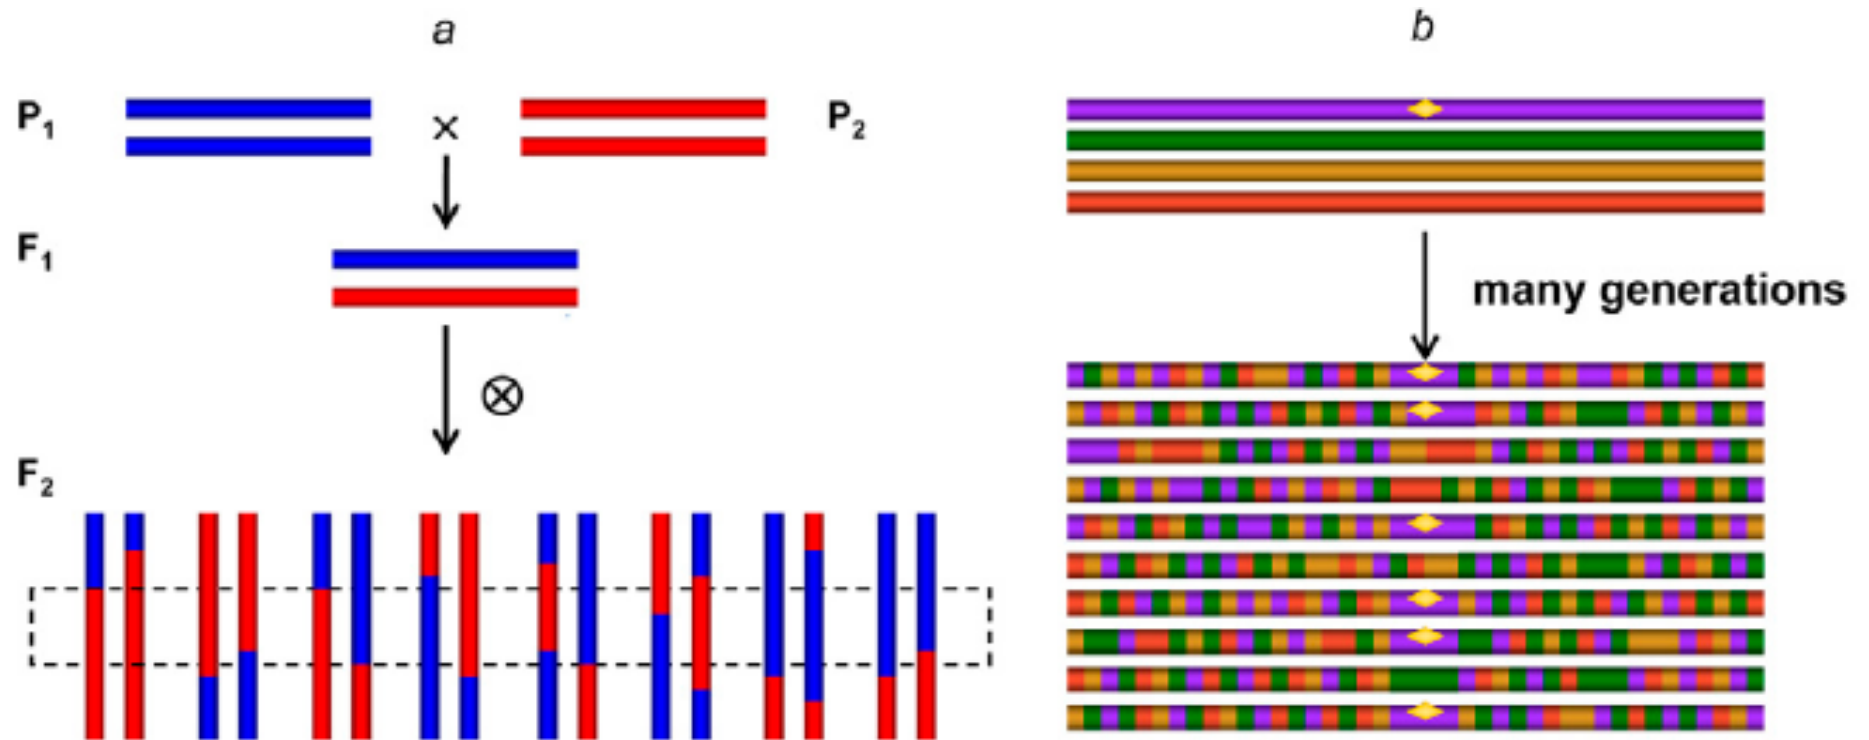 a
P₁
×
P₂
F₁
⊗
F₂
b
many generations